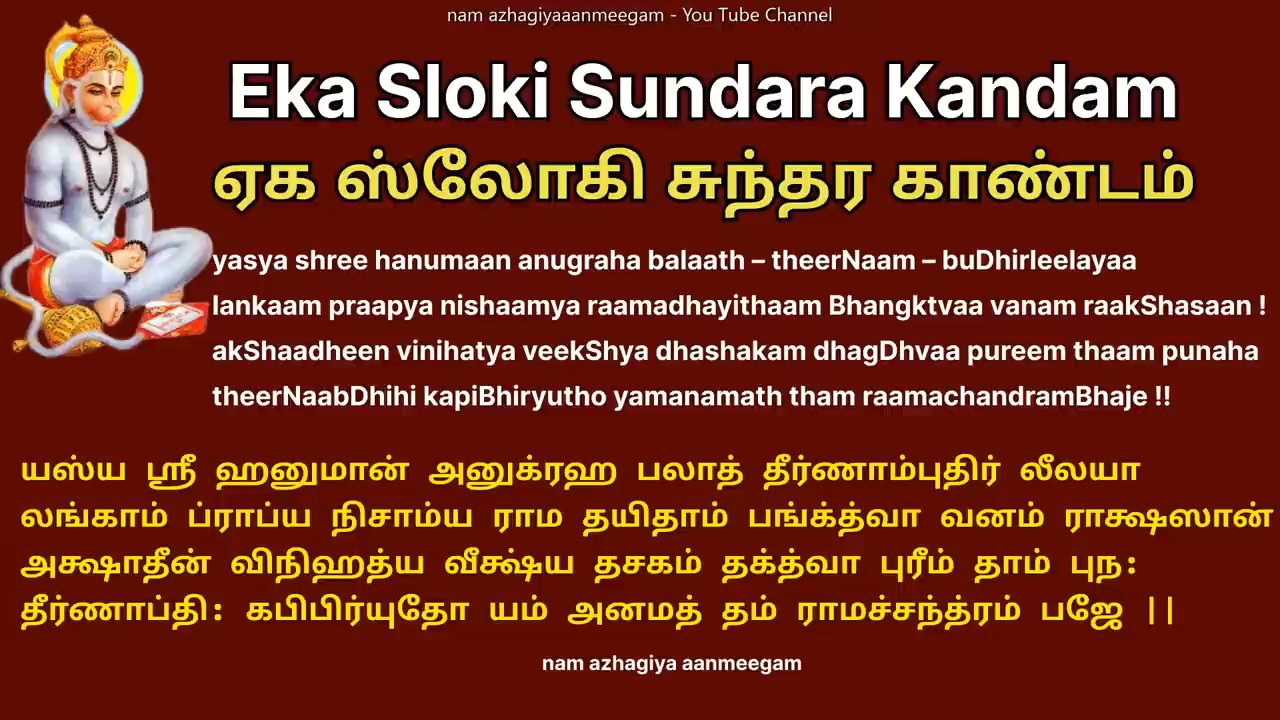 nam azhagiyaaanmeegam - You Tube Channel
Eka Sloki Sundara Kandam
ஏக ஸ்லோகி சுந்தர காண்டம்
yasya shree hanumaan anugraha balaath – theerNaam – buDhirleelayaa
lankaam praapya nishaamya raamadhayithaam Bhangktvaa vanam raakShasaan !
akShaadheen vinihatya veekShya dhashakam dhagDhvaa pureem thaam punaha
theerNaabDhihi kapiBhiryutho yamanamath tham raamachandramBhaje !!
யஸ்ய ஸ்ரீ ஹனுமான் அனுக்ரஹ பலாத் தீர்ணாம்புதிர் லீலயா
லங்காம் ப்ராப்ய நிசாம்ய ராம தயிதாம் பங்க்த்வா வனம் ராக்ஷஸான்
அக்ஷாதீன் விநிஹத்ய வீக்ஷ்ய தசகம் தக்த்வா புரீம் தாம் புந:
தீர்ணாப்தி: கபிபிர்யுதோ யம் அனமத் தம் ராமச்சந்த்ரம் பஜே ||
nam azhagiya aanmeegam